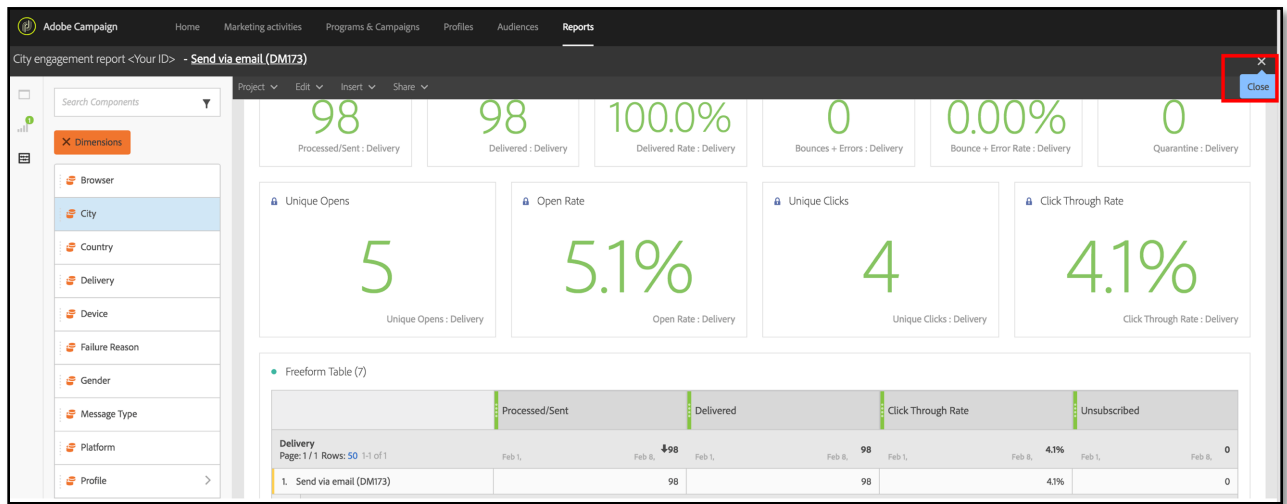 Adobe Campaign Home Marketing activities Programs & Campaigns Profiles Audiences Reports
City engagement report <Your ID> - Send via email (DM173)
Close
Project Edit Insert Share
Search Components
Dimensions
Browser
City
Country
Delivery
Device
Failure Reason
Gender
Message Type
Platform
Profile
1
98 98 100.0% 0 0.00% 0
Processed/Sent : Delivery Delivered : Delivery Delivered Rate : Delivery Bounces + Errors : Delivery Bounce + Error Rate : Delivery Quarantine : Delivery
Unique Opens Open Rate Unique Clicks Click Through Rate
5 5.1% 4 4.1%
Unique Opens : Delivery Open Rate : Delivery Unique Clicks : Delivery Click Through Rate : Delivery
Freeform Table (7)
Processed/Sent Delivered Click Through Rate Unsubscribed
Delivery
Page: 1 / 1 Rows: 50 1-1 of 1 Feb 1, Feb 8, 98 Feb 1, Feb 8, 98 Feb 1, Feb 8, 4.1% Feb 1, Feb 8, 0
1. Send via email (DM173) 98 98 4.1% 0